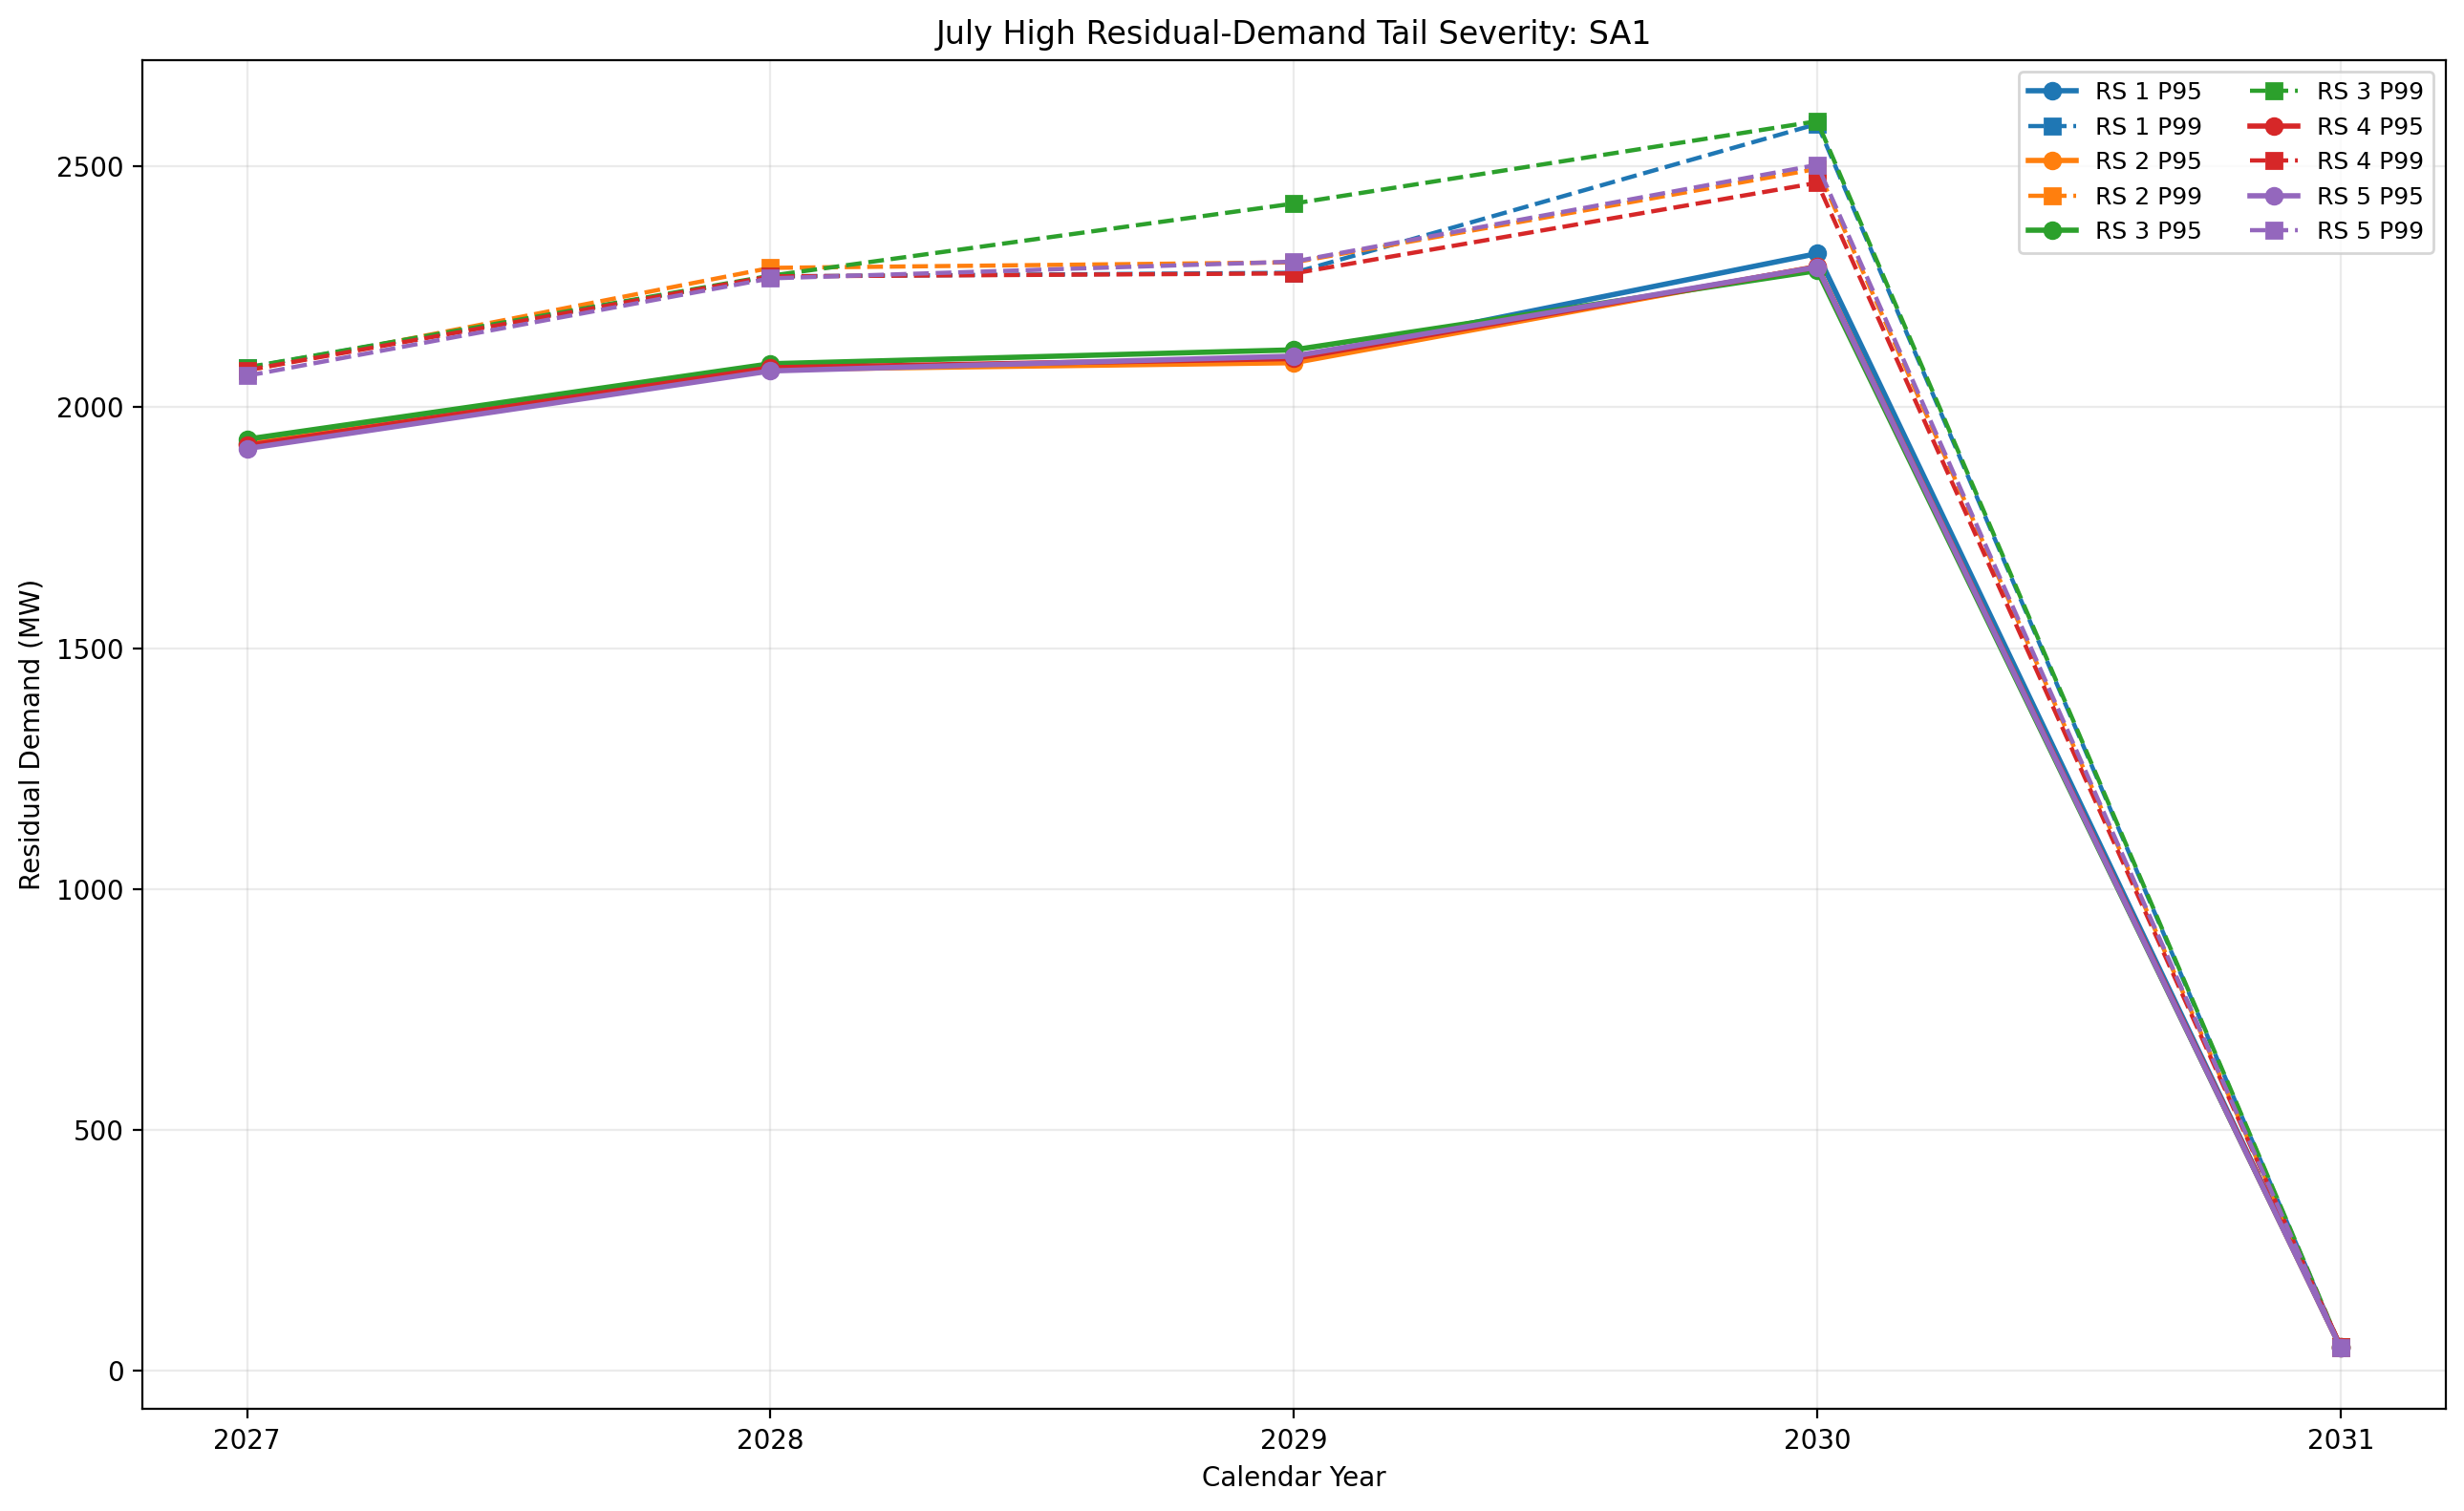 July High Residual-Demand Tail Severity: SA1
RS 1 P95
RS 1 P99
RS 2 P95
RS 2 P99
RS 3 P95
RS 3 P99
RS 4 P95
RS 4 P99
RS 5 P95
RS 5 P99
Residual Demand (MW)
2500
2000
1500
1000
500
0
2027 2028 2029 2030 2031
Calendar Year